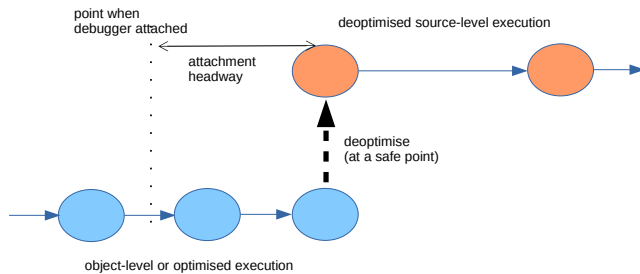 point when
debugger attached
deoptimised source-level execution
attachment
headway
deoptimise
(at a safe point)
object-level or optimised execution